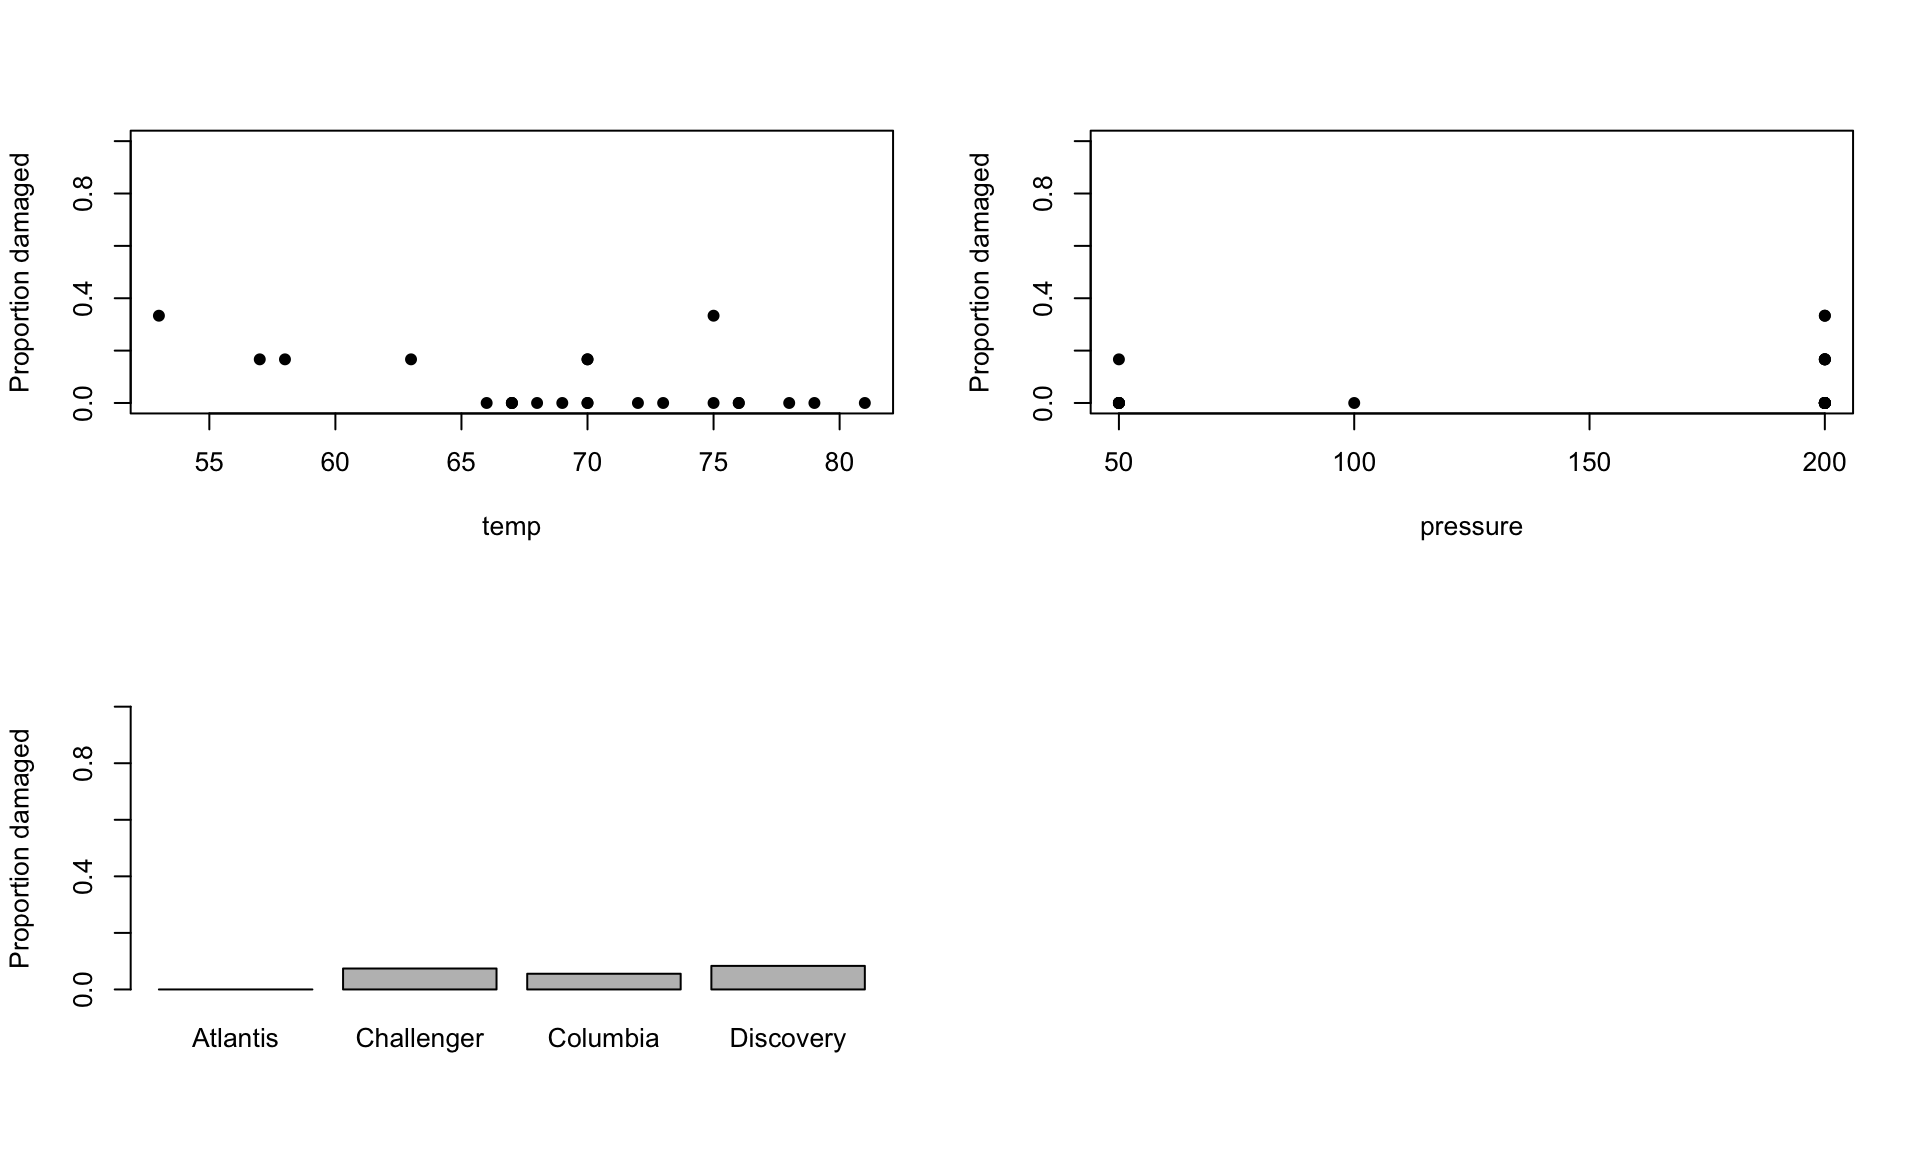 Proportion damaged
0.0 0.4 0.8
55 60 65 70 75 80
temp
Proportion damaged
0.0 0.4 0.8
50 100 150 200
pressure
Proportion damaged
0.0 0.4 0.8
Atlantis Challenger Columbia Discovery